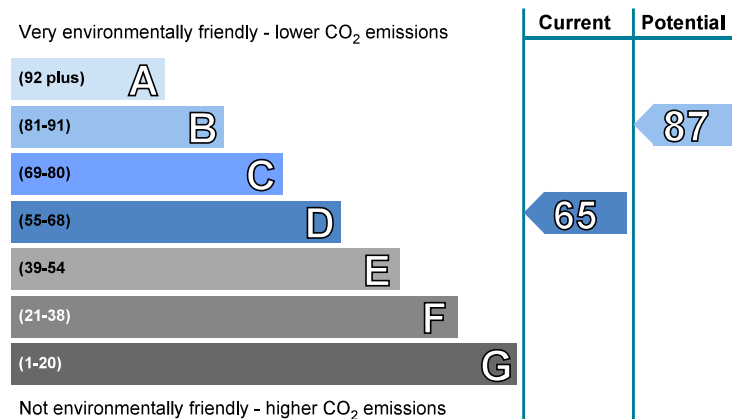 Very environmentally friendly - lower CO2 emissions
Current
Potential
(92 plus) A
(81-91) B
87
(69-80) C
(55-68) D
65
(39-54 E
(21-38) F
(1-20) G
Not environmentally friendly - higher CO2 emissions